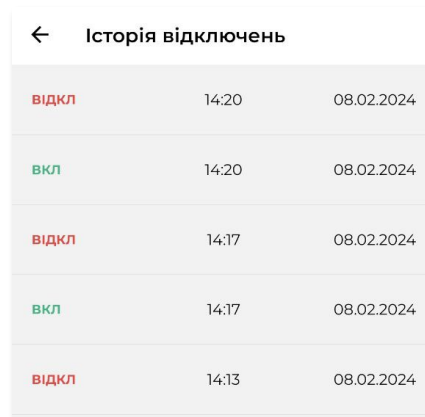 Історія відключень
ВІДКЛ 14:20 08.02.2024
ВКЛ 14:20 08.02.2024
ВІДКЛ 14:17 08.02.2024
ВКЛ 14:17 08.02.2024
ВІДКЛ 14:13 08.02.2024